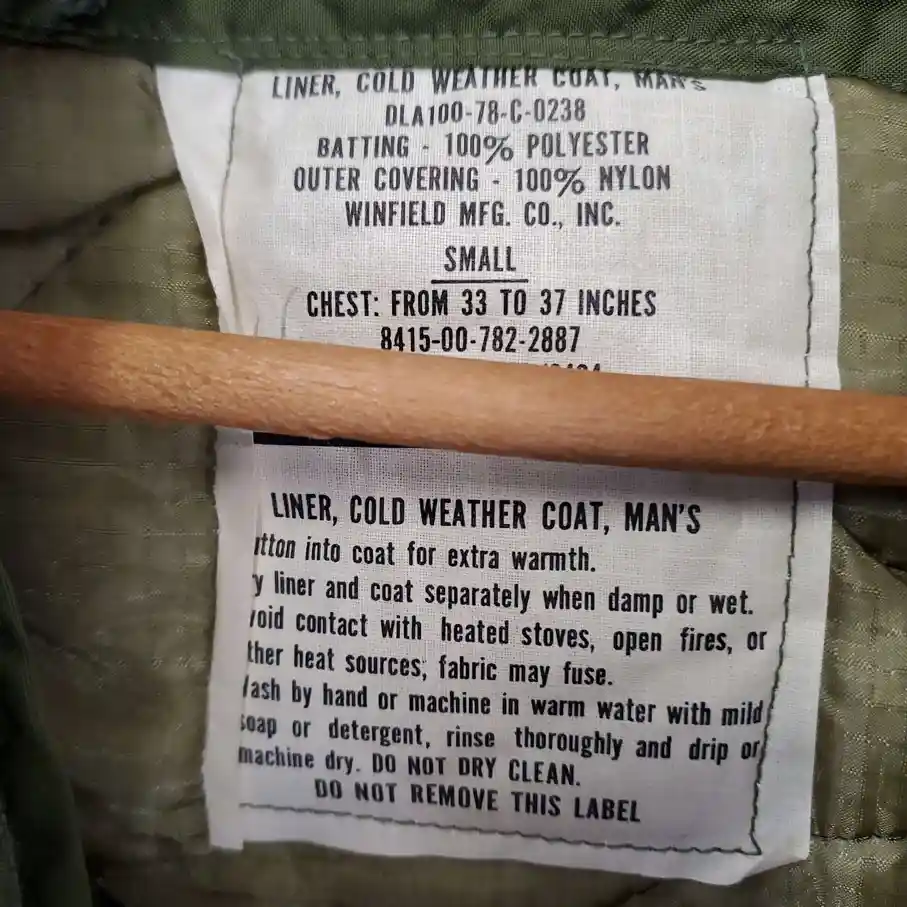 LINER, COLD WEATHER COAT, MAN'S
DLA100-78-C-0238
BATTING - 100% POLYESTER
OUTER COVERING - 100% NYLON
WINFIELD MFG. CO., INC.
SMALL
CHEST: FROM 33 TO 37 INCHES
8415-00-782-2887
LINER, COLD WEATHER COAT, MAN'S
utton into coat for extra warmth.
y liner and coat separately when damp or wet.
void contact with heated stoves, open fires, or
ther heat sources, fabric may fuse.
ash by hand or machine in warm water with mild
soap or detergent, rinse thoroughly and drip or
machine dry. DO NOT DRY CLEAN.
DO NOT REMOVE THIS LABEL